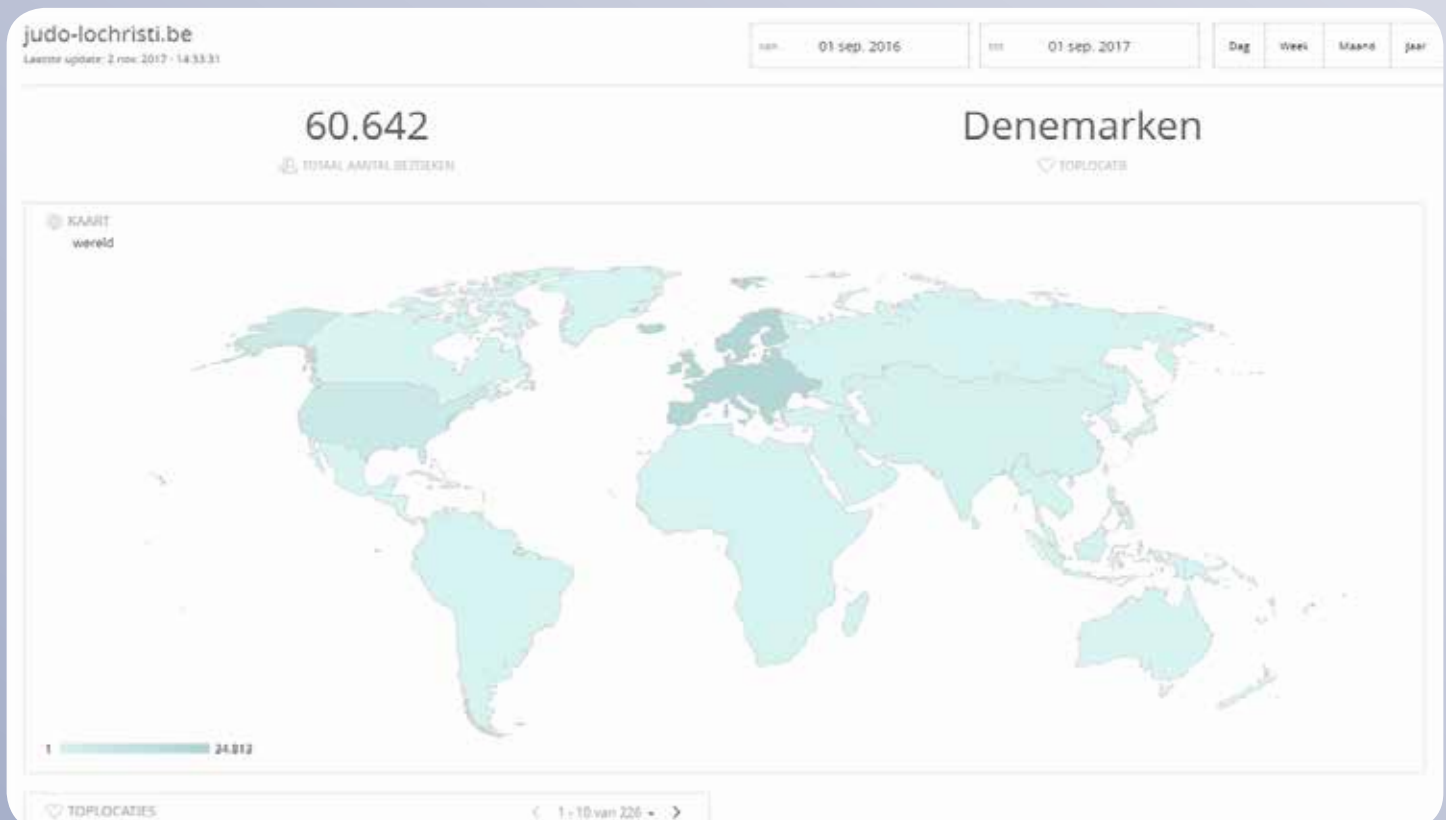 judo-lochristi.be
Laatste update: 2 nov. 2017 - 14:33:31
van 01 sep. 2016
tot 01 sep. 2017
Dag Week Maand Jaar
60.642
TOTAAL AANTAL BEZOEKEN
Denemarken
TOPLOCATIE
KAART
wereld
1 24.812
TOPLOCATIES
1 - 10 van 226